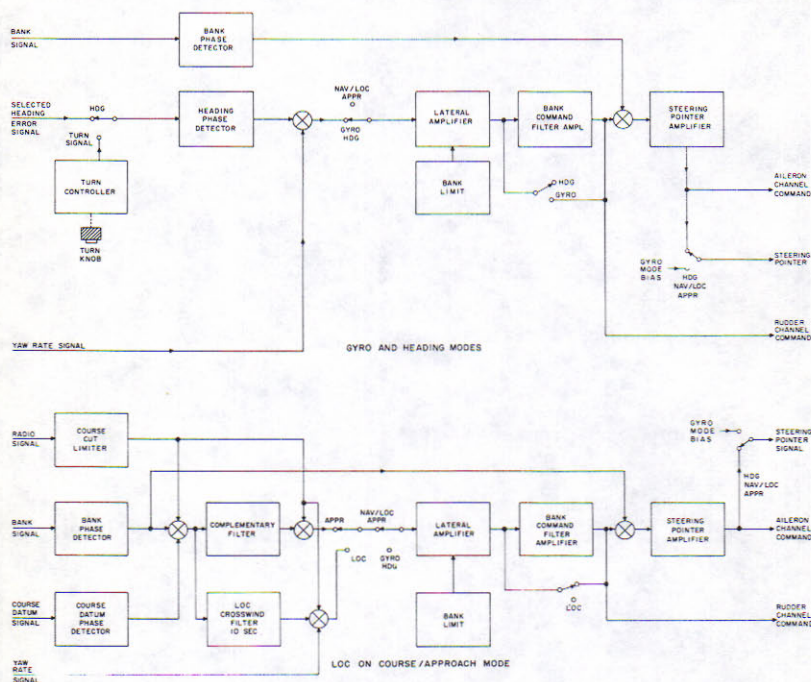 BANK
SIGNAL
BANK
PHASE
DETECTOR
SELECTED
HEADING
ERROR
SIGNAL
HDG
TURN
SIGNAL
HEADING
PHASE
DETECTOR
NAV/LOC
APPR
GYRO
HDG
LATERAL
AMPLIFIER
BANK
COMMAND
FILTER AMPL
STEERING
POINTER
AMPLIFIER
TURN
CONTROLLER
TURN
KNOB
BANK
LIMIT
HDG
GYRO
AILERON
CHANNEL
COMMAND
GYRO
MODE
BIAS
HDG
NAV/LOC
APPR
STEERING
POINTER
YAW RATE SIGNAL
GYRO AND HEADING MODES
RUDDER
CHANNEL
COMMAND
RADIO
SIGNAL
COURSE
CUT
LIMITER
GYRO
MODE
BIAS
STEERING
POINTER
SIGNAL
HDG
NAV/LOC
APPR
BANK
SIGNAL
BANK
PHASE
DETECTOR
COMPLEMENTARY
FILTER
APPR
NAV/LOC
APPR
LOC
GYRO
HDG
LATERAL
AMPLIFIER
BANK
COMMAND
FILTER
AMPLIFIER
STEERING
POINTER
AMPLIFIER
AILERON
CHANNEL
COMMAND
COURSE
DATUM
SIGNAL
COURSE
DATUM PHASE
DETECTOR
LOC
CROSSWIND
FILTER
10 SEC
BANK
LIMIT
LOC
RUDDER
CHANNEL
COMMAND
YAW
RATE
SIGNAL
LOC ON COURSE/APPROACH MODE